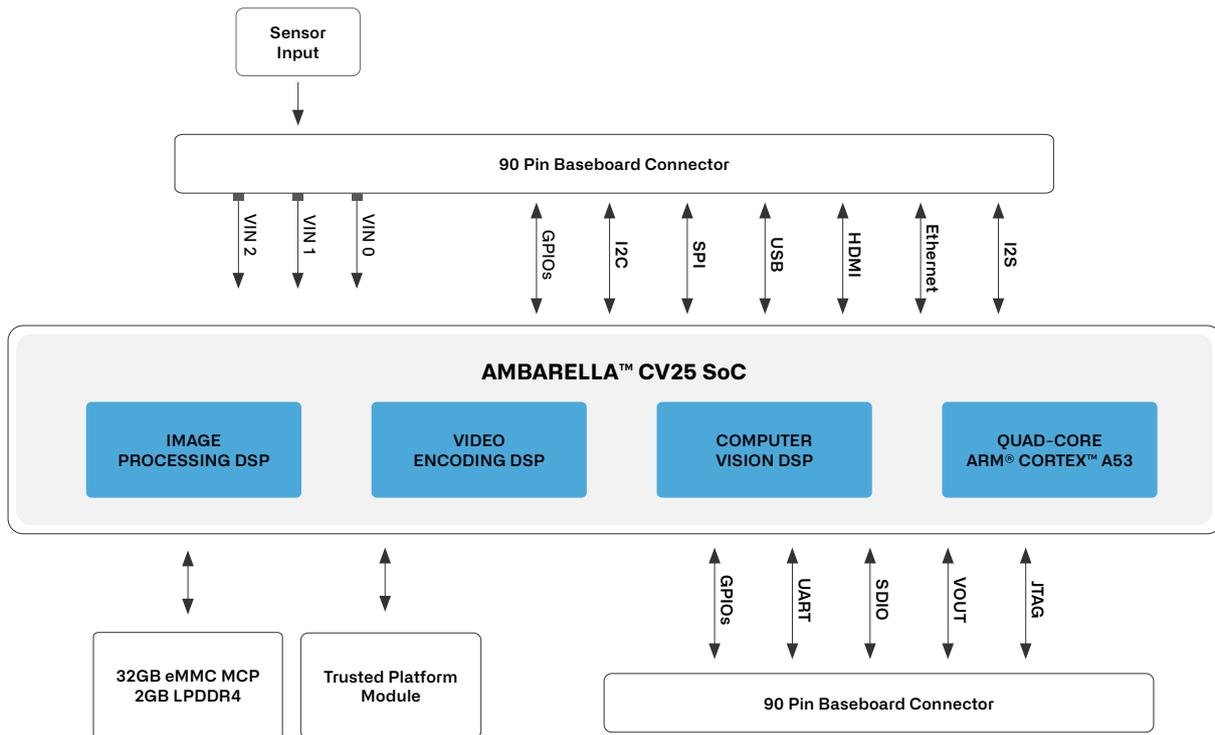 Sensor
Input
90 Pin Baseboard Connector
VIN 2
VIN 1
VIN 0
GPIOs
I2C
SPI
USB
HDMI
Ethernet
I2S
AMBARELLA™ CV25 SoC
IMAGE
PROCESSING DSP
VIDEO
ENCODING DSP
COMPUTER
VISION DSP
QUAD-CORE
ARM® CORTEX™ A53
GPIOs
UART
SDIO
VOUT
JTAG
32GB eMMC MCP
2GB LPDDR4
Trusted Platform
Module
90 Pin Baseboard Connector